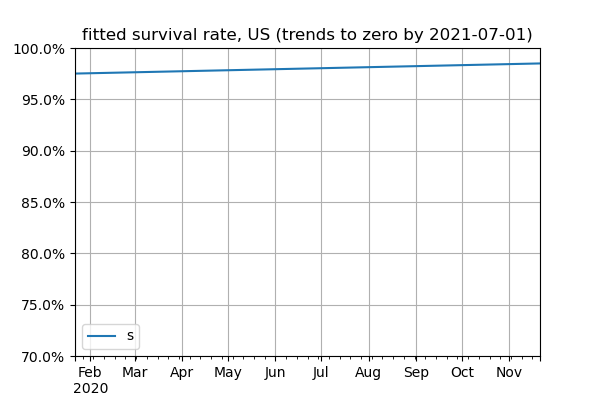 fitted survival rate, US (trends to zero by 2021-07-01)
100.0%
95.0%
90.0%
85.0%
80.0%
75.0%
70.0%
s
Feb Mar Apr May Jun Jul Aug Sep Oct Nov
2020